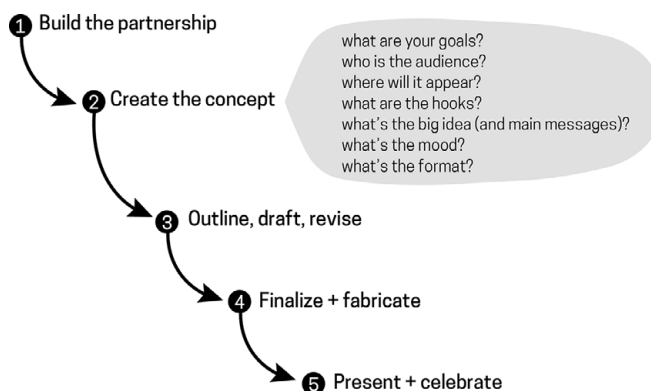 1 Build the partnership
2 Create the concept
what are your goals?
who is the audience?
where will it appear?
what are the hooks?
what's the big idea (and main messages)?
what's the mood?
what's the format?
3 Outline, draft, revise
4 Finalize + fabricate
5 Present + celebrate